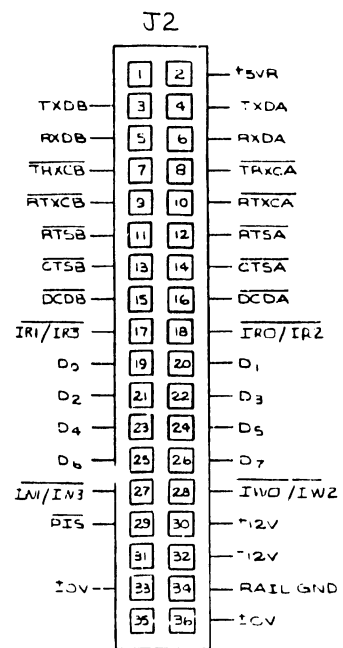 J2
1 2 +5VR
TXDB 3 4 TXDA
RXDB 5 6 RXDA
TRXCB 7 8 TRXCA
RTXCB 9 10 RTXCA
RTSB 11 12 RTSA
CTSB 13 14 CTSA
DCDB 15 16 DCDA
IR1/IR3 17 18 IR0/IR2
D0 19 20 D1
D2 21 22 D3
D4 23 24 D5
D6 25 26 D7
IN1/IN3 27 28 IW0/IW2
DIS 29 30 +12V
31 32 -12V
33 34 RAIL GND
35 36